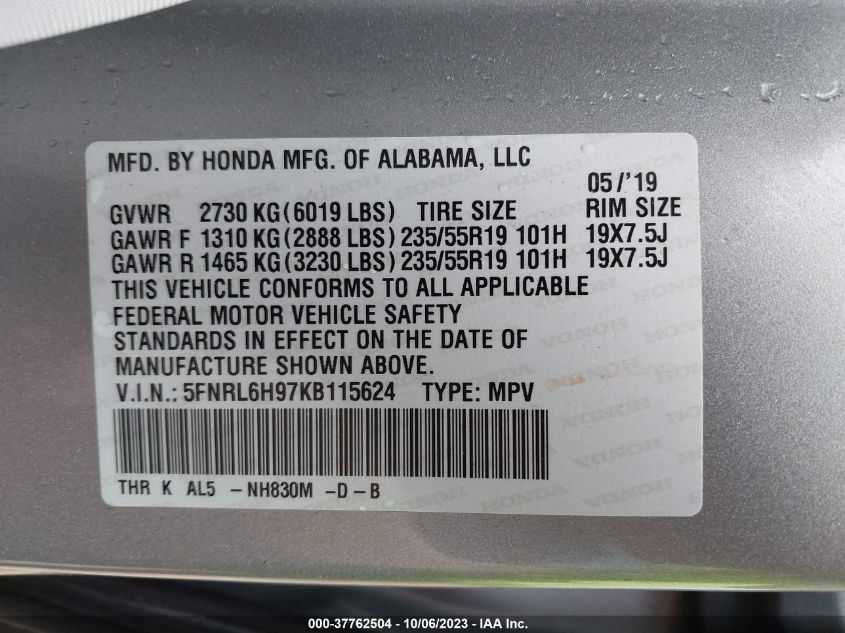 MFD. BY HONDA MFG. OF ALABAMA, LLC
05/'19
GVWR 2730 KG(6019 LBS) TIRE SIZE RIM SIZE
GAWR F 1310 KG(2888 LBS) 235/55R19 101H 19X7.5J
GAWR R 1465 KG(3230 LBS) 235/55R19 101H 19X7.5J
THIS VEHICLE CONFORMS TO ALL APPLICABLE
FEDERAL MOTOR VEHICLE SAFETY
STANDARDS IN EFFECT ON THE DATE OF
MANUFACTURE SHOWN ABOVE.
V.I.N.: 5FNRL6H97KB115624 TYPE: MPV
THR K AL5 -NH830M -D-B
000-37762504 - 10/06/2023 - IAA Inc.